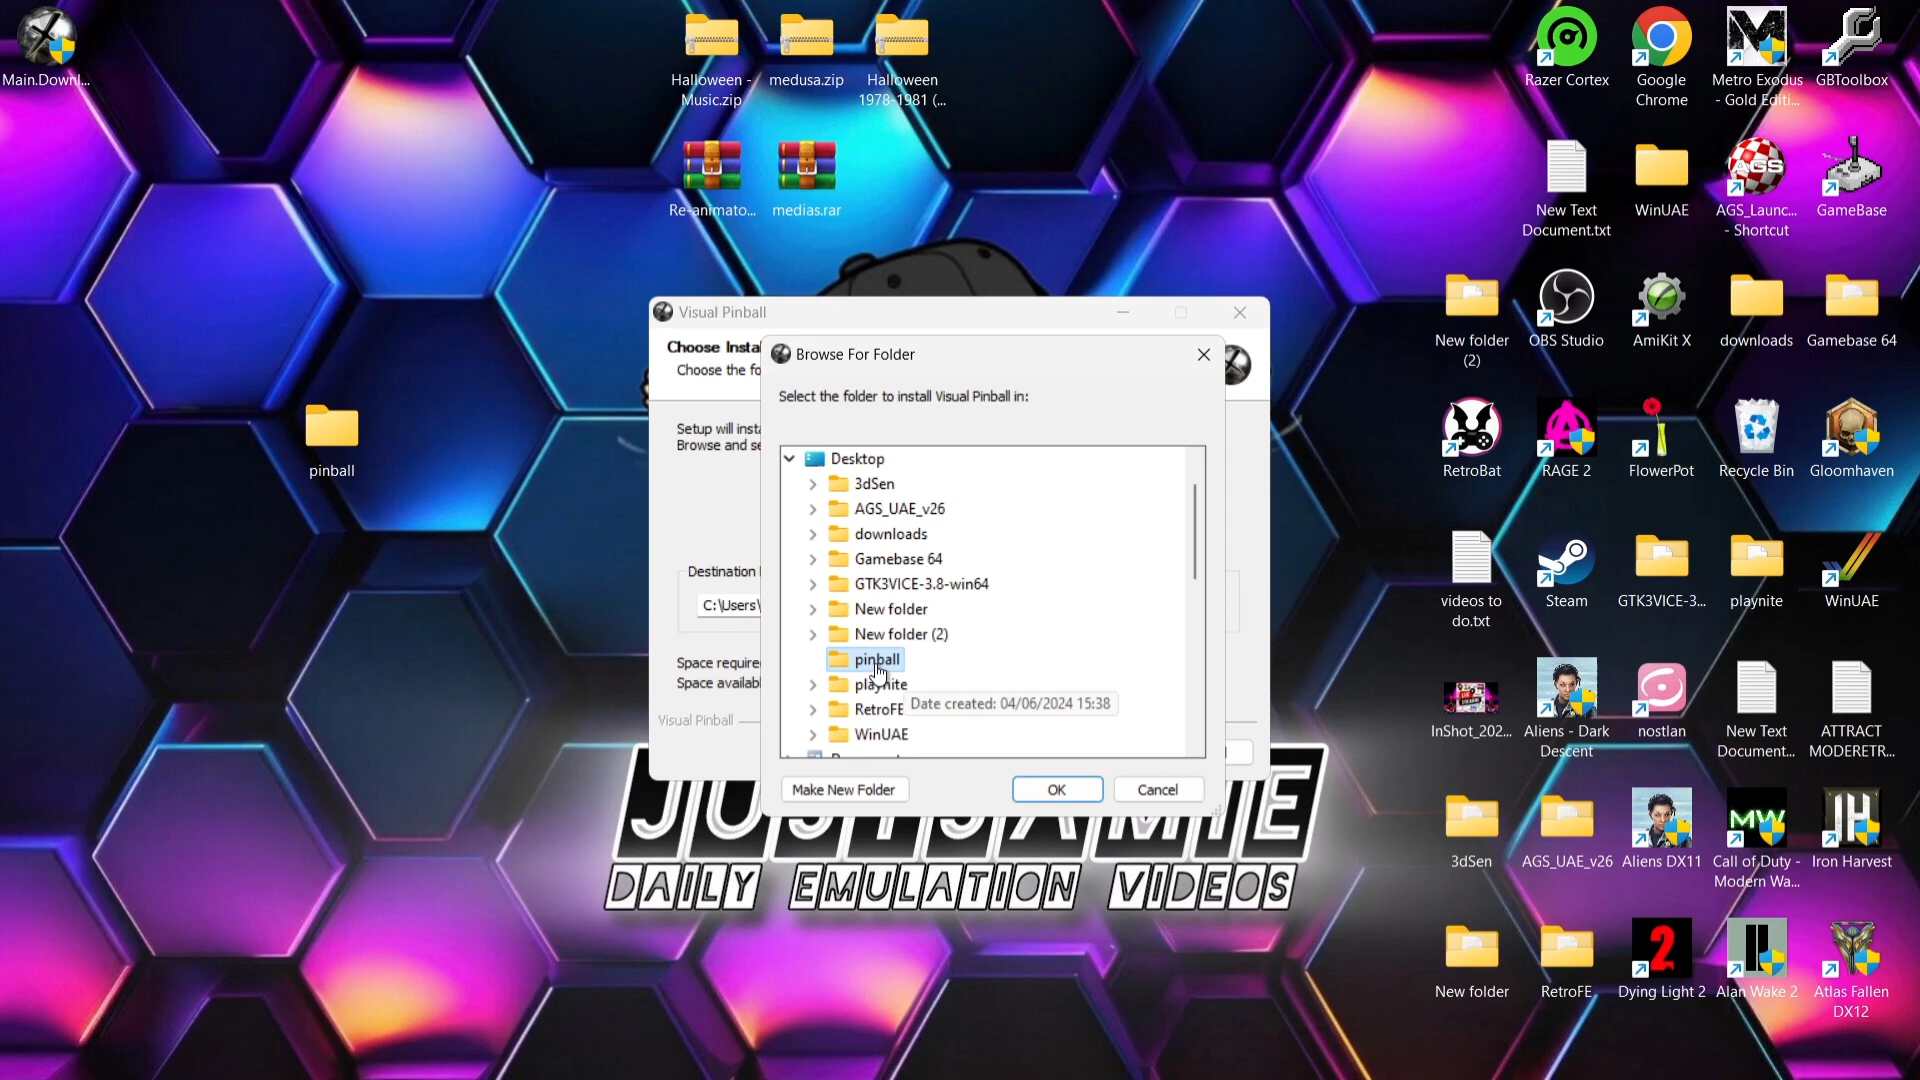 Main.Downl...
Halloween -
Music.zip
medusa.zip
Halloween
1978-1981 (...
Re-animato...
medias.rar
pinball
Visual Pinball
Choose Insta
Choose the fo
Setup will insta
Browse and se
Destination
C:\Users\
Space require
Space availab
Visual Pinball
Browse For Folder
Select the folder to install Visual Pinball in:
Desktop
3dSen
AGS_UAE_v26
downloads
Gamebase 64
GTK3VICE-3.8-win64
New folder
New folder (2)
pinball
playnite
RetroFE
WinUAE
Date created: 04/06/2024 15:38
Make New Folder
OK
Cancel
JUSTJAMIE
DAILY EMULATION VIDEOS
Razer Cortex
Google
Chrome
Metro Exodus
- Gold Editi...
GBToolbox
New Text
Document.txt
WinUAE
AGS
AGS_Launc...
- Shortcut
GameBase
New folder
(2)
OBS Studio
AmiKit X
downloads
Gamebase 64
RetroBat
RAGE 2
FlowerPot
Recycle Bin
Gloomhaven
videos to
do.txt
Steam
GTK3VICE-3...
playnite
WinUAE
InShot_202...
Aliens - Dark
Descent
nostlan
New Text
Document...
ATTRACT
MODERETR...
3dSen
AGS_UAE_v26
Aliens DX11
MW
Call of Duty -
Modern Wa...
Iron Harvest
New folder
RetroFE
2
Dying Light 2
Alan Wake 2
Atlas Fallen
DX12